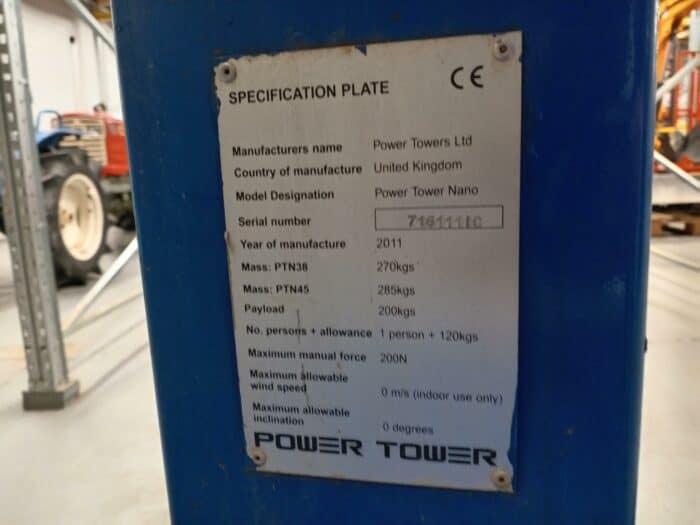 SPECIFICATION PLATE CE
Manufacturers name Power Towers Ltd
Country of manufacture United Kingdom
Model Designation Power Tower Nano
Serial number
Year of manufacture 2011
Mass: PTN38 270kgs
Mass: PTN45 285kgs
Payload 200kgs
No. persons + allowance 1 person + 120kgs
Maximum manual force 200N
Maximum allowable
wind speed 0 m/s (indoor use only)
Maximum allowable
inclination 0 degrees
POWER TOWER